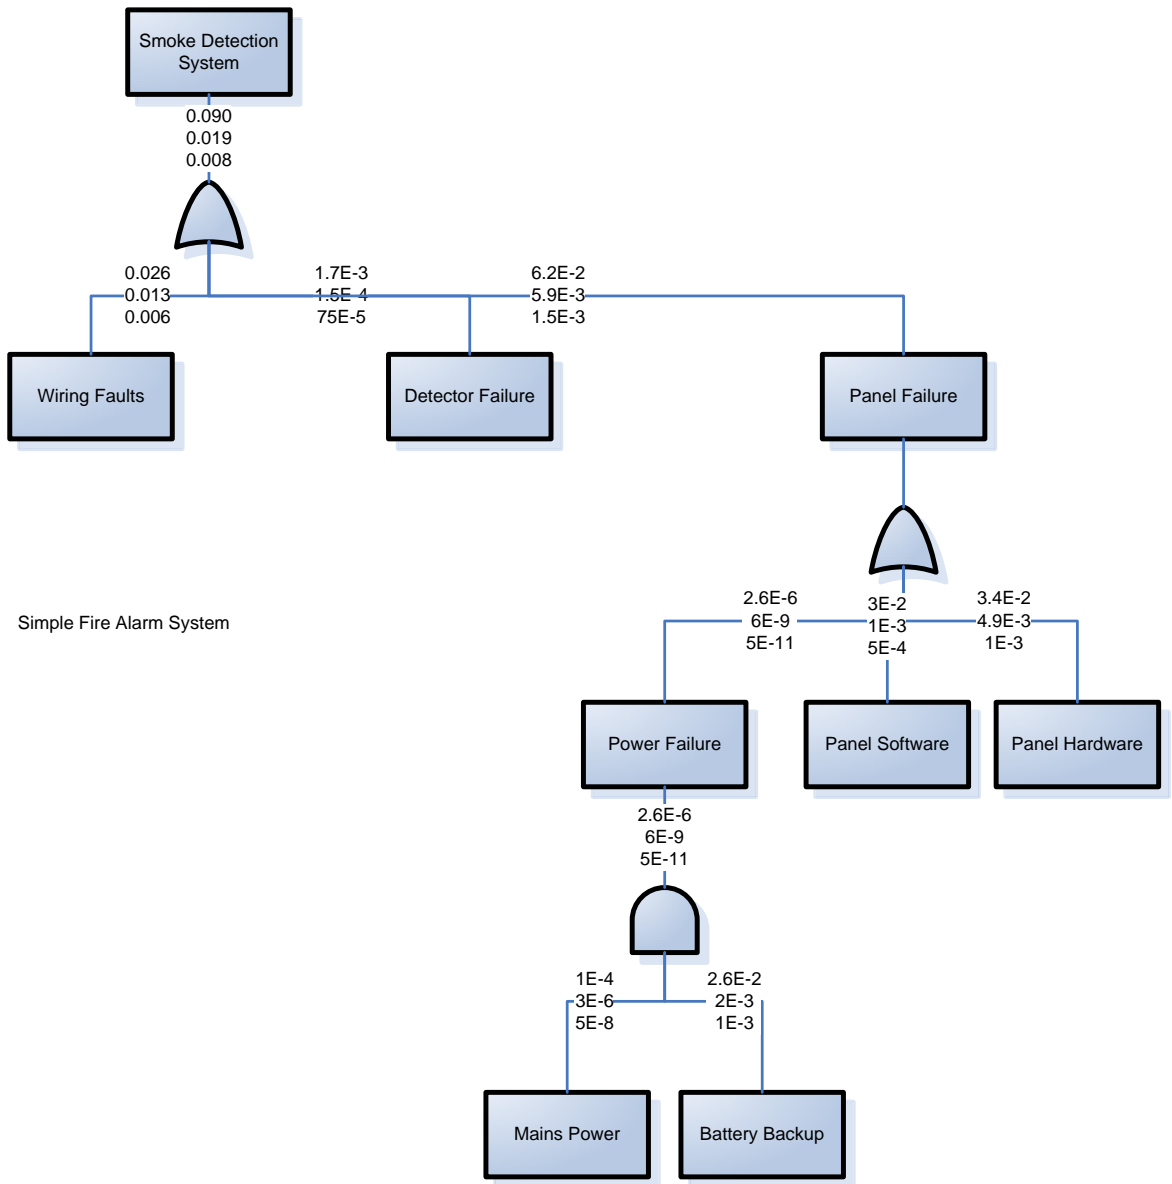 Smoke Detection
System
0.090
0.019
0.008
0.026
0.013
0.006
1.7E-3
1.5E-4
75E-5
6.2E-2
5.9E-3
1.5E-3
Wiring Faults
Detector Failure
Panel Failure
Simple Fire Alarm System
2.6E-6
6E-9
5E-11
3E-2
1E-3
5E-4
3.4E-2
4.9E-3
1E-3
Power Failure
Panel Software
Panel Hardware
2.6E-6
6E-9
5E-11
1E-4
3E-6
5E-8
2.6E-2
2E-3
1E-3
Mains Power
Battery Backup